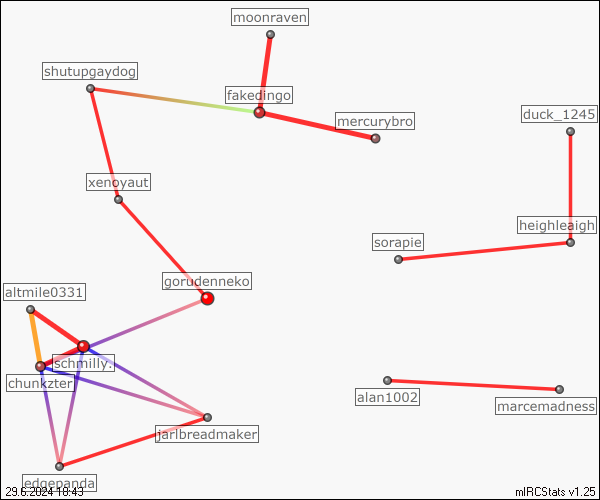 moonraven
shutupgaydog
fakedingo
mercurybro
duck_1245
xenoyaut
heighleaigh
sorapie
gorudenneko
altmile0331
schmilly.
chunkzter
alan1002
marcemadness
jarlbreadmaker
edgepanda
29.6.2024 18:43
mIRCStats v1.25